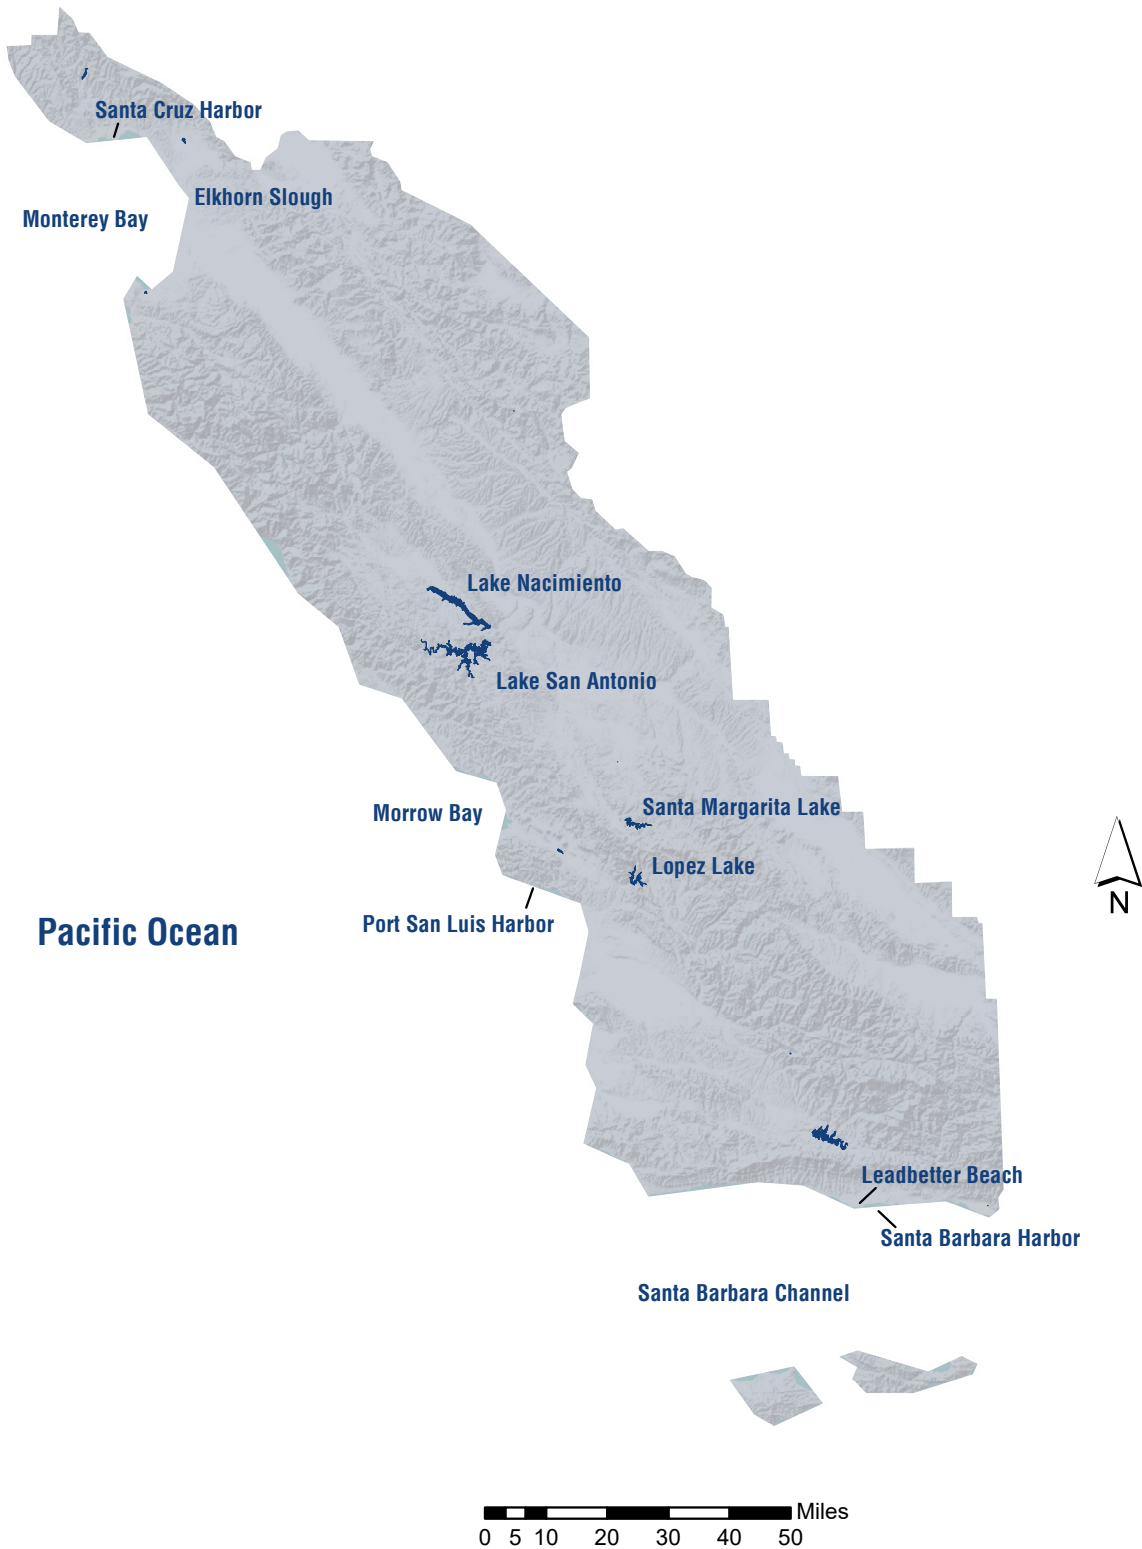 Santa Cruz Harbor
Elkhorn Slough
Monterey Bay
Lake Nacimiento
Lake San Antonio
Santa Margarita Lake
Morrow Bay
Lopez Lake
Port San Luis Harbor
Pacific Ocean
N
Leadbetter Beach
Santa Barbara Harbor
Santa Barbara Channel
Miles
0 5 10 20 30 40 50